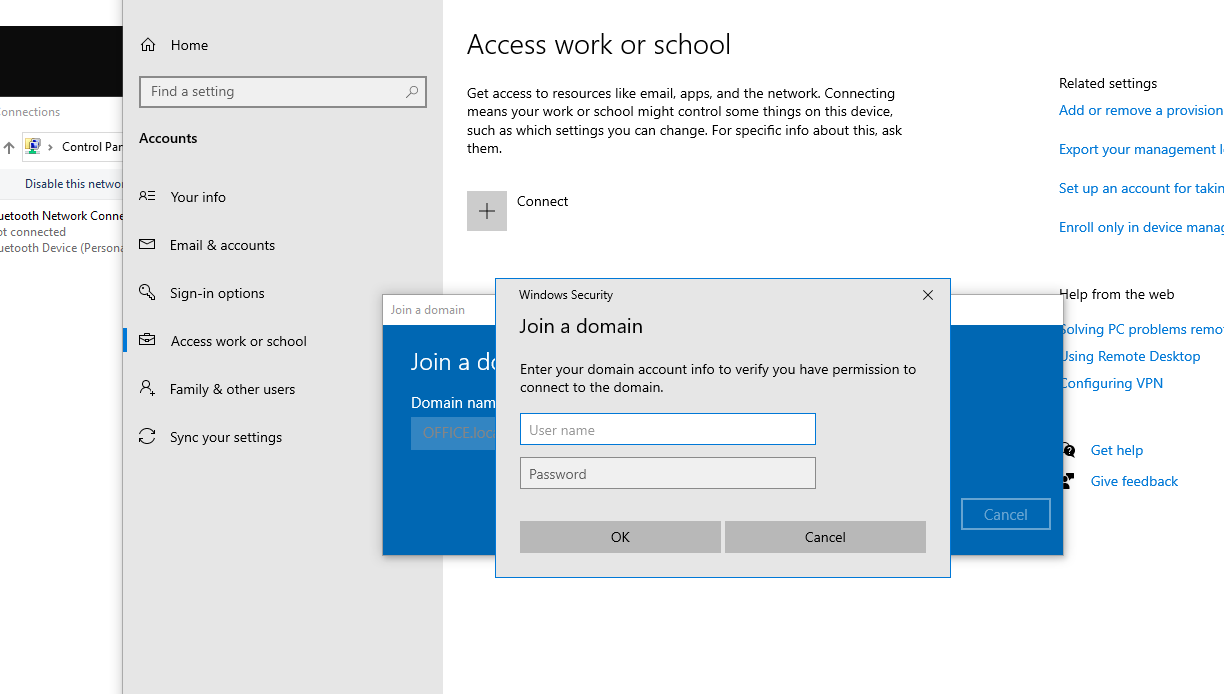 onnections
Control Par
Disable this netwo
uetooth Network Conne
ot connected
uetooth Device (Persona
Home
Find a setting
Accounts
Your info
Email & accounts
Sign-in options
Access work or school
Family & other users
Sync your settings
Access work or school
Get access to resources like email, apps, and the network. Connecting
means your work or school might control some things on this device,
such as which settings you can change. For specific info about this, ask
them.
Connect
Join a domain
Join a do
Domain nam
OFFICE.loc
Cancel
Windows Security
Join a domain
Enter your domain account info to verify you have permission to
connect to the domain.
User name
Password
OK
Cancel
Related settings
Add or remove a provision
Export your management l
Set up an account for takin
Enroll only in device manag
Help from the web
Solving PC problems remo
Using Remote Desktop
Configuring VPN
Get help
Give feedback